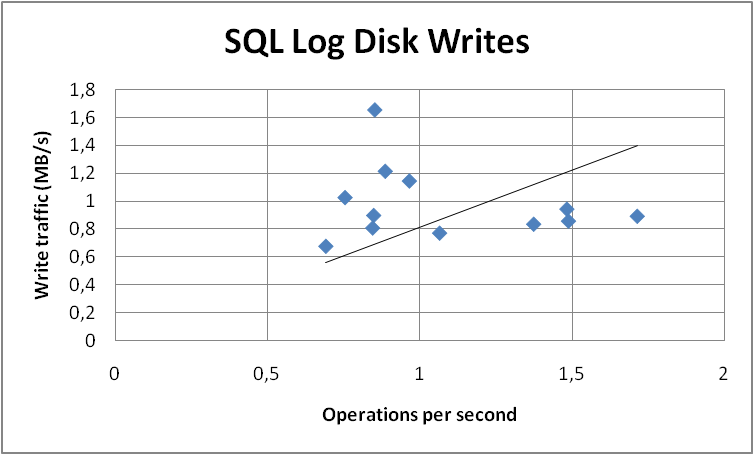 SQL Log Disk Writes
Write traffic (MB/s)
1,8
1,6
1,4
1,2
1
0,8
0,6
0,4
0,2
0
0 0,5 1 1,5 2
Operations per second